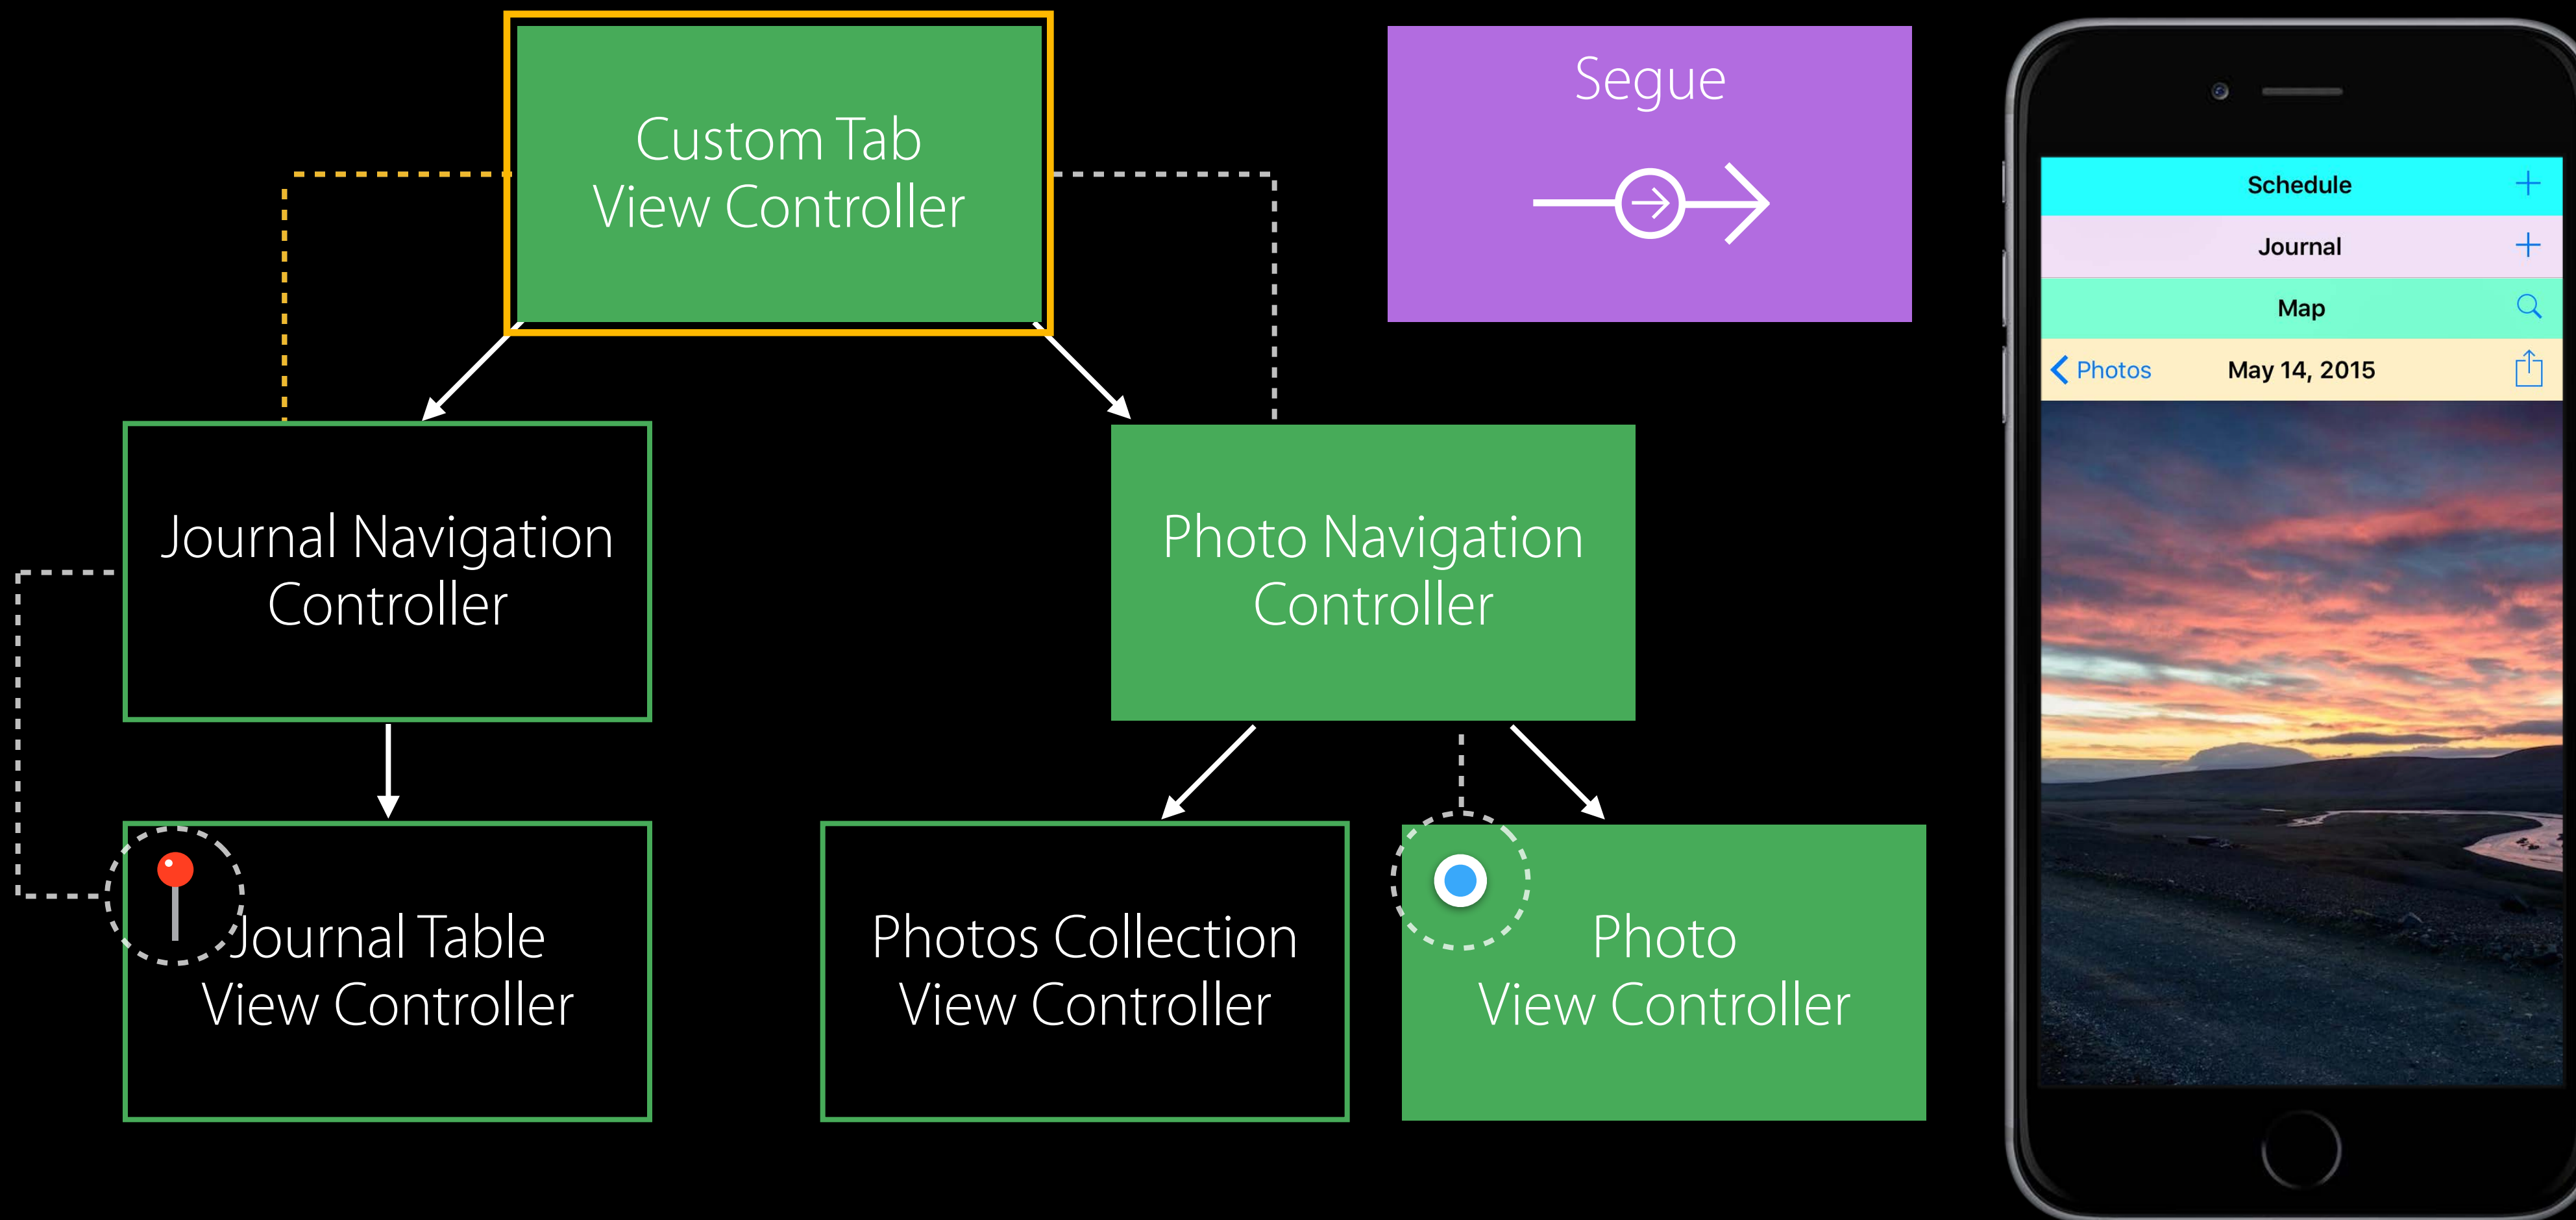 Custom Tab
View Controller
Segue
Journal Navigation
Controller
Photo Navigation
Controller
Journal Table
View Controller
Photos Collection
View Controller
Photo
View Controller
Schedule
Journal
Map
Photos May 14, 2015